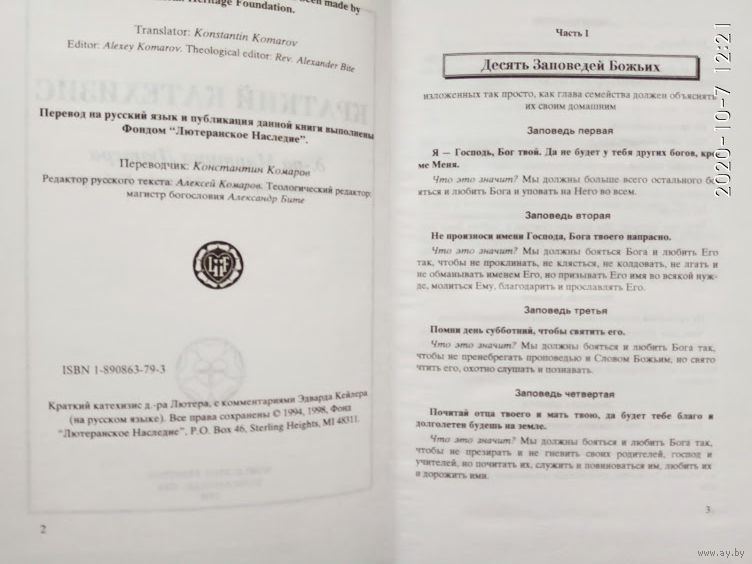 been made by
Heritage Foundation.
Translator: Konstantin Komarov
Editor: Alexey Komarov. Theological editor: Rev. Alexander Bite
КРАТКИЙ КАТЕХИЗИС
Перевод на русский язык и публикация данной книги выполнены
Фондом “Лютеранское Наследие”.
Переводчик: Константин Комаров
Редактор русского текста: Алексей Комаров. Теологический редактор:
магистр богословия Александр Бите
ISBN 1-890863-79-3
Краткий катехизис д.-ра Лютера, с комментариями Эдварда Кейлера
(на русском языке). Все права сохранены © 1994, 1998, Фонд
“Лютеранское Наследие”, P.O. Box 46, Sterling Heights, MI 48311.
2
Часть I
Десять Заповедей Божьих
изложенных так просто, как глава семейства должен объяснять
их своим домашним
Заповедь первая
Я — Господь, Бог твой. Да не будет у тебя других богов, кро
ме Меня.
Что это значит? Мы должны больше всего остального бо
яться и любить Бога и уповать на Него во всем.
Заповедь вторая
Не произноси имени Господа, Бога твоего напрасно.
Что это значит? Мы должны бояться Бога и любить Его
так, чтобы не проклинать, не клясться, не колдовать, не лгать и
не обманывать именем Его, но призывать Его имя во всякой нуж-
де, молиться Ему, благодарить и прославлять Его.
Заповедь третья
Помни день субботний, чтобы святить его.
Что это значит? Мы должны бояться и любить Бога так,
чтобы не пренебрегать проповедью и Словом Божьим, но свято
чтить его, охотно слушать и познавать.
Заповедь четвертая
Почитай отца твоего и мать твою, да будет тебе благо и
долголетен будешь на земле.
Что это значит? Мы должны бояться и любить Бога так,
чтобы не презирать и не гневить своих родителей, господ и
учителей, но почитать их, служить и повиноваться им, любить их
и дорожить ими.
3
2020-10-7 12:21
www.ay.by